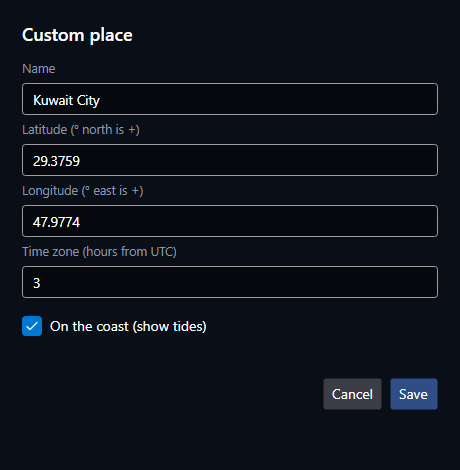 Custom place
Name
Kuwait City
Latitude (° north is +)
29.3759
Longitude (° east is +)
47.9774
Time zone (hours from UTC)
3
On the coast (show tides)
Cancel Save